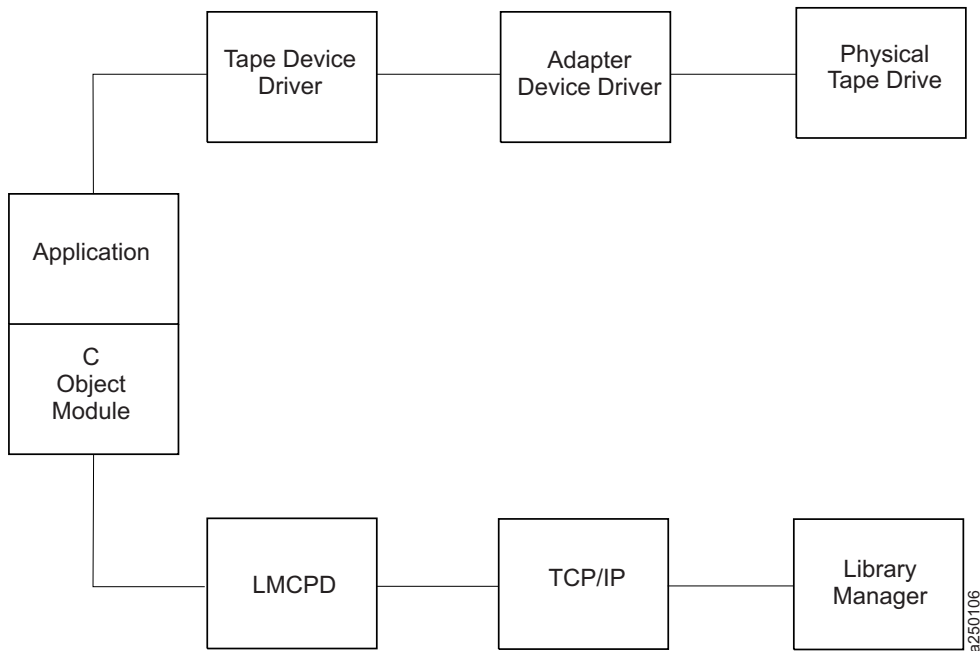 Tape Device
Driver
Adapter
Device Driver
Physical
Tape Drive
Application
C
Object
Module
LMCPD
TCP/IP
Library
Manager
a250106